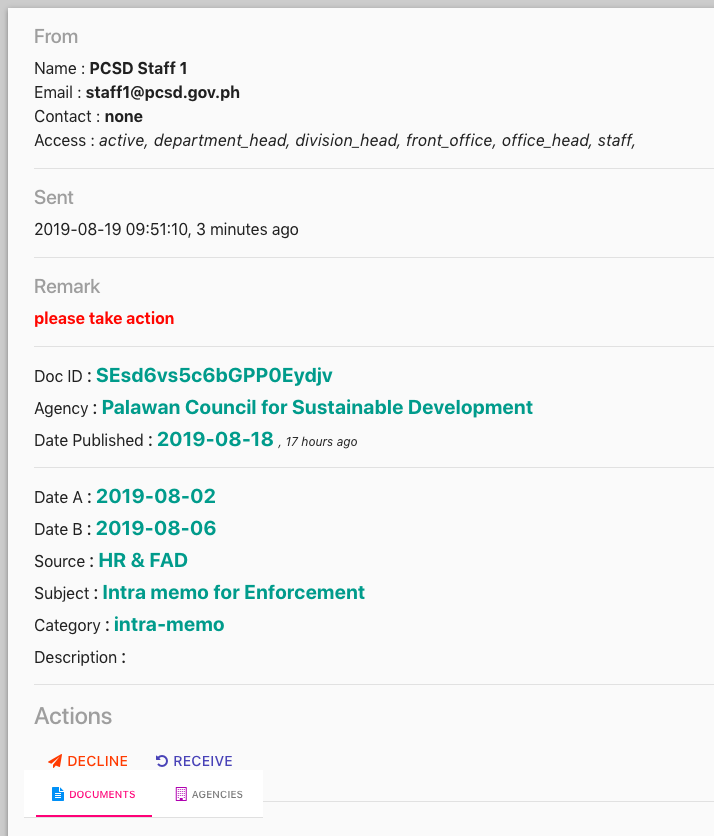 From
Name : PCSD Staff 1
Email : staff1@pcsd.gov.ph
Contact : none
Access : active, department_head, division_head, front_office, office_head, staff,
Sent
2019-08-19 09:51:10, 3 minutes ago
Remark
please take action
Doc ID : SEsd6vs5c6bGPP0Eydjv
Agency : Palawan Council for Sustainable Development
Date Published : 2019-08-18 , 17 hours ago
Date A : 2019-08-02
Date B : 2019-08-06
Source : HR & FAD
Subject : Intra memo for Enforcement
Category : intra-memo
Description :
Actions
DECLINE RECEIVE
DOCUMENTS AGENCIES